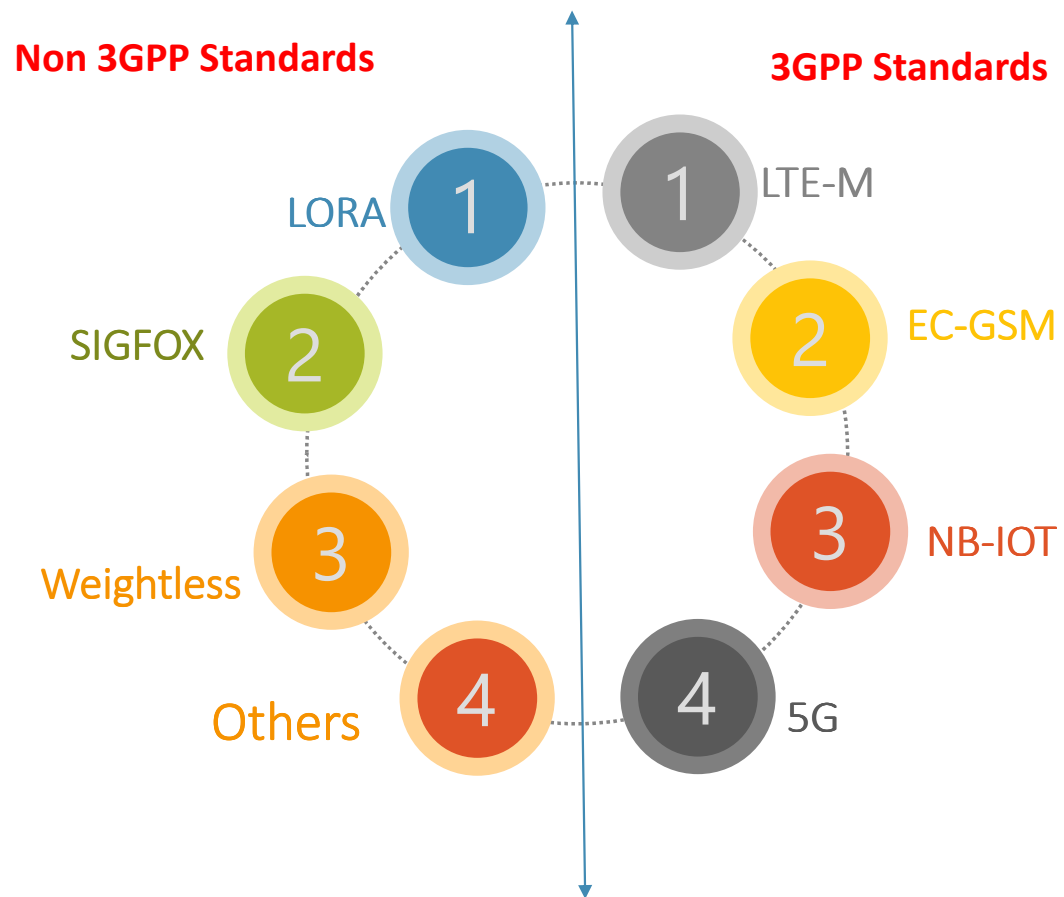 Non 3GPP Standards
3GPP Standards
LORA
1
SIGFOX
2
Weightless
3
Others
4
1
LTE-M
2
EC-GSM
3
NB-IOT
4
5G